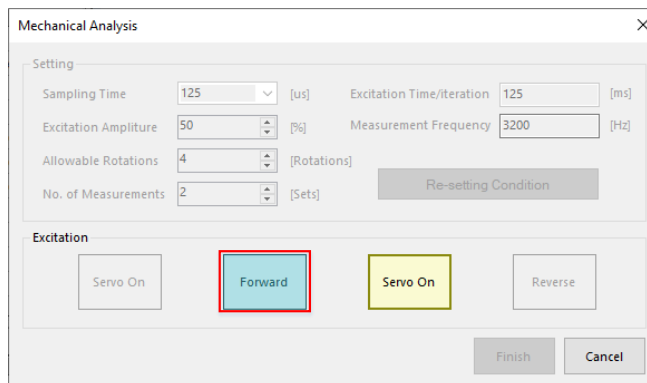 Mechanical Analysis
Setting
Sampling Time 125 [us] Excitation Time/iteration 125 [ms]
Excitation Ampliture 50 [%] Measurement Frequency 3200 [Hz]
Allowable Rotations 4 [Rotations]
No. of Measurements 2 [Sets] Re-setting Condition
Excitation
Servo On Forward Servo On Reverse
Finish Cancel